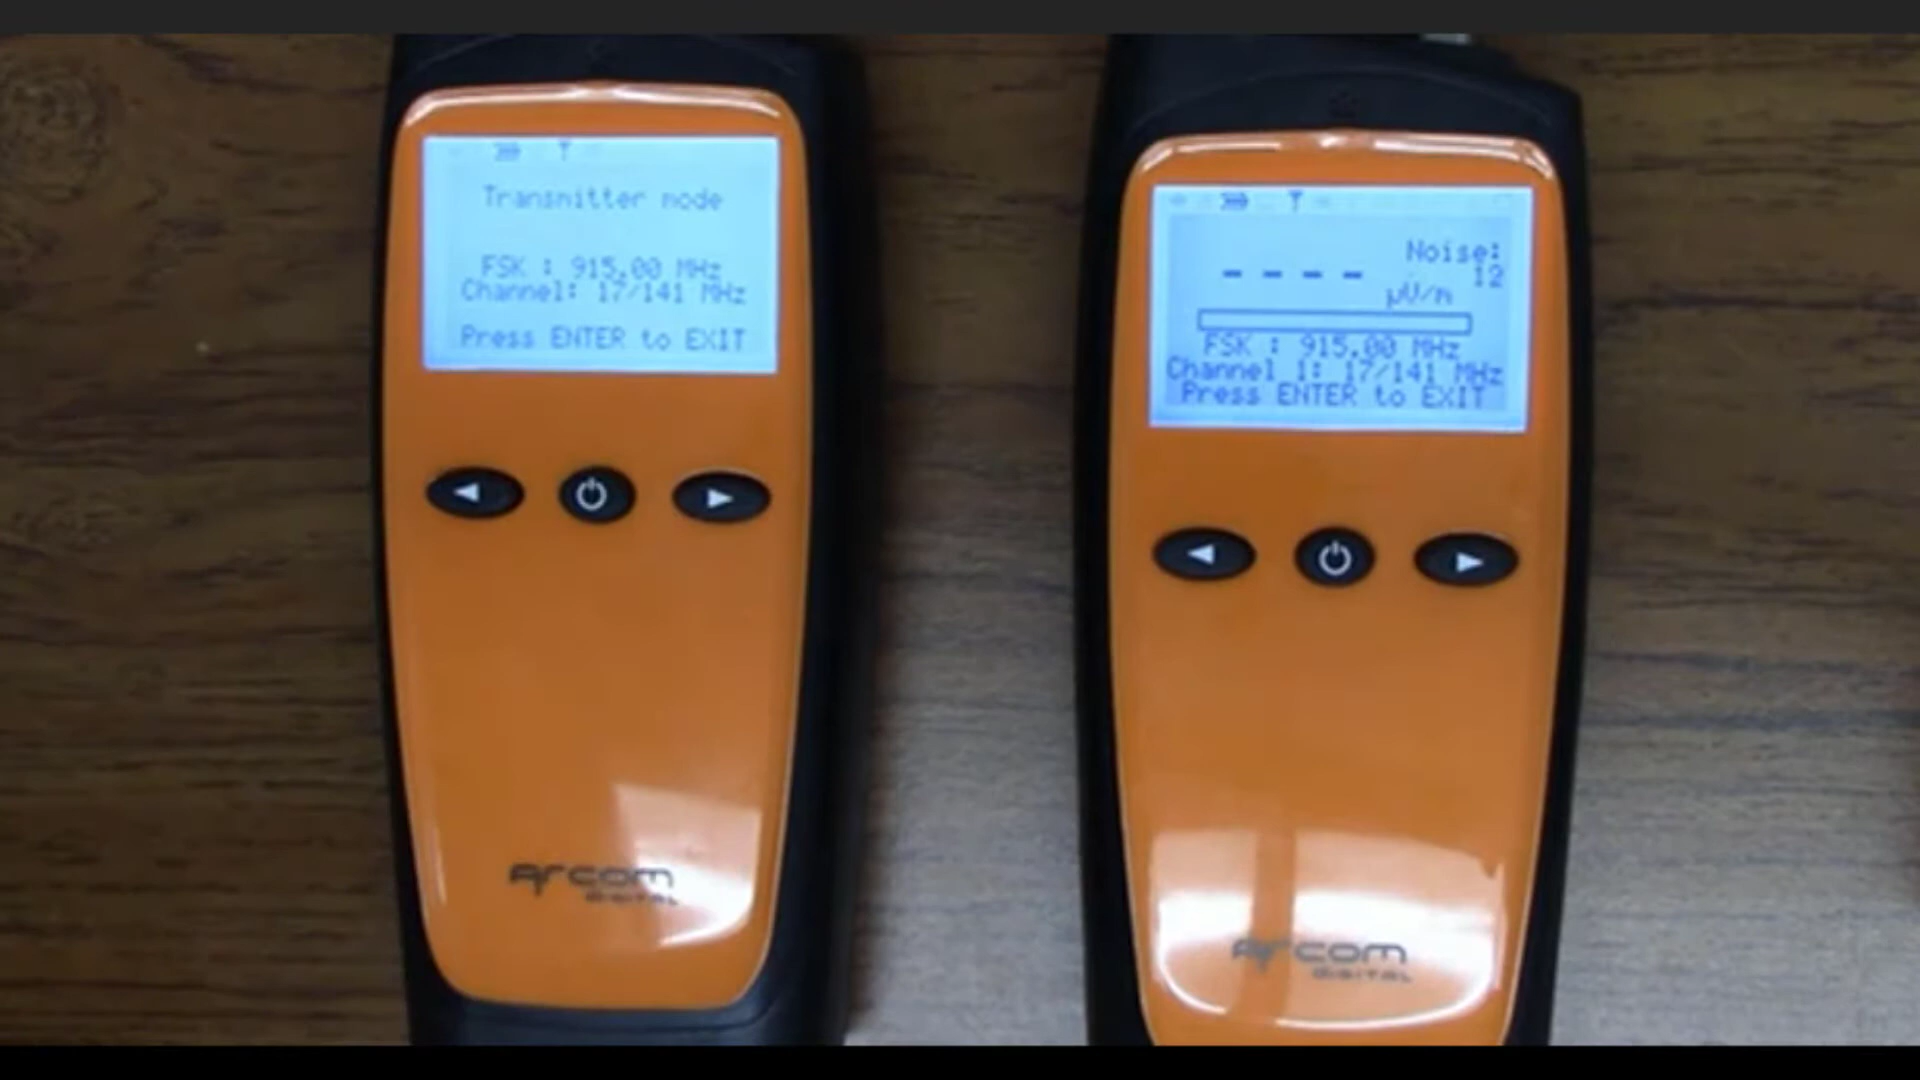 Transmitter mode
FSK : 915.00 MHz
Channel: 17/141 MHz
Press ENTER to EXIT
Arcom
DIGITAL
Noise:
12
- - - -
µV/m
FSK : 915.00 MHz
Channel 1: 17/141 MHz
Press ENTER to EXIT
Arcom
DIGITAL